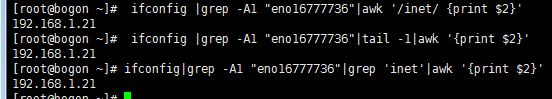 [root@bogon ~]#  ifconfig |grep -A1 "eno16777736"|awk '/inet/ {print $2}'
192.168.1.21
[root@bogon ~]#  ifconfig |grep -A1 "eno16777736"|tail -1|awk '{print $2}'
192.168.1.21
[root@bogon ~]# ifconfig|grep -A1 "eno16777736"|grep 'inet'|awk '{print $2}'
192.168.1.21
[root@bogon ~]#